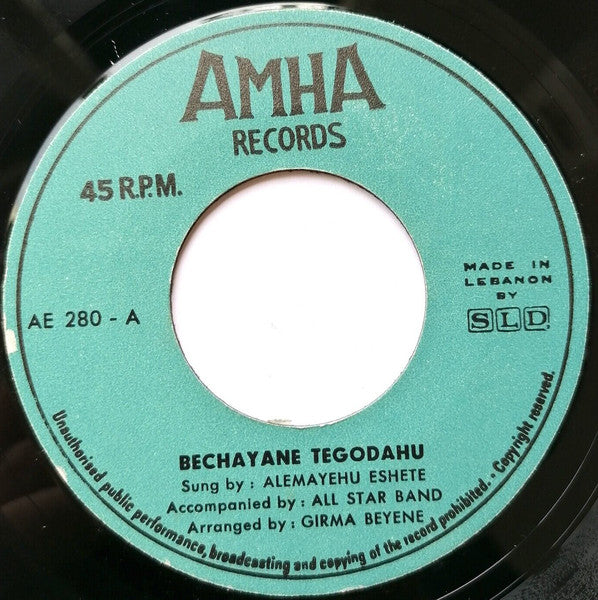 AMHA
RECORDS
45 R.P.M.
MADE IN
LEBANON
BY
SLD
AE 280 - A
BECHAYANE TEGODAHU
Sung by : ALEMAYEHU ESHETE
Accompanied by : ALL STAR BAND
Arranged by : GIRMA BEYENE
Unauthorised public performance, broadcasting and copying of the record prohibited. - Copyright reserved.